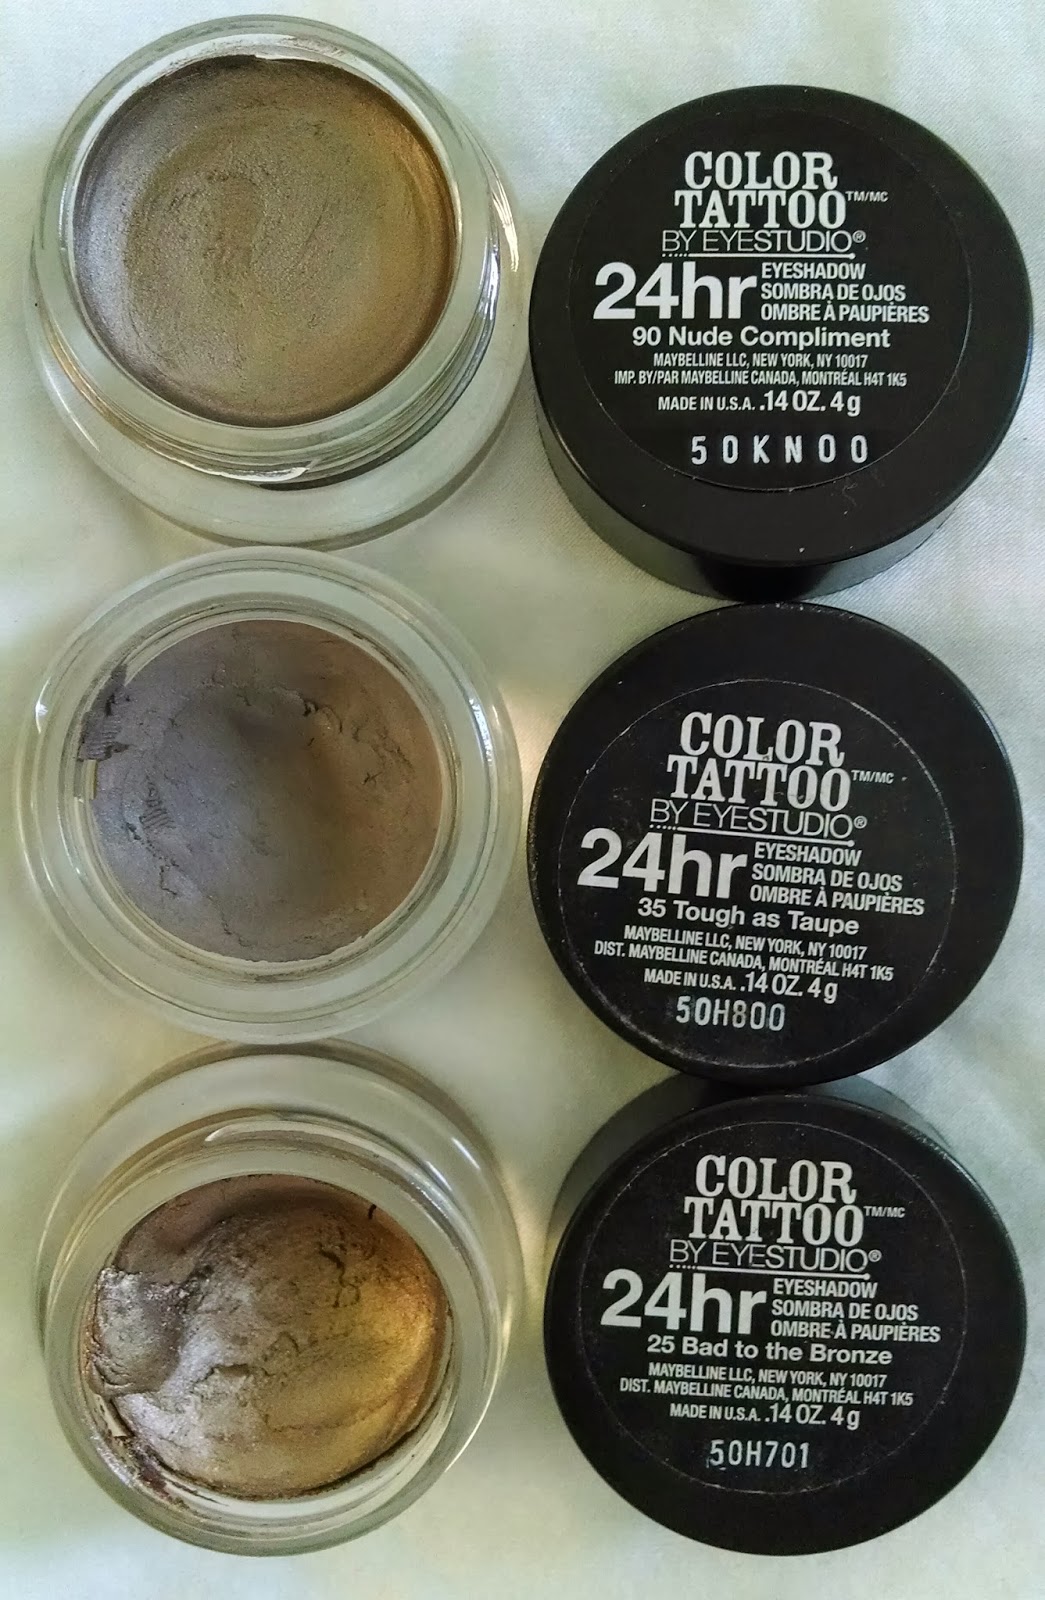 COLOR
TATTOO TM/MC
BY EYESTUDIO®
24hr EYESHADOW
SOMBRA DE OJOS
OMBRE À PAUPIÈRES
90 Nude Compliment
MAYBELLINE LLC, NEW YORK, NY 10017
IMP. BY/PAR MAYBELLINE CANADA, MONTRÉAL H4T 1K5
MADE IN U.S.A. .14 OZ. 4 g
50KN00
COLOR
TATTOO TM/MC
BY EYESTUDIO®
24hr EYESHADOW
SOMBRA DE OJOS
OMBRE À PAUPIÈRES
35 Tough as Taupe
MAYBELLINE LLC, NEW YORK, NY 10017
DIST. MAYBELLINE CANADA, MONTRÉAL H4T 1K5
MADE IN U.S.A. .14 OZ. 4 g
50H800
COLOR
TATTOO TM/MC
BY EYESTUDIO®
24hr EYESHADOW
SOMBRA DE OJOS
OMBRE À PAUPIÈRES
25 Bad to the Bronze
MAYBELLINE LLC, NEW YORK, NY 10017
DIST. MAYBELLINE CANADA, MONTRÉAL H4T 1K5
MADE IN U.S.A. .14 OZ. 4 g
50H701